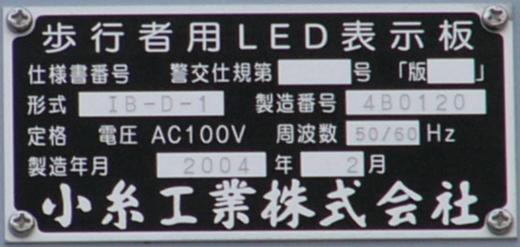 歩行者用LED表示板
仕様書番号 警交仕規第 号 「版 」
形式 IB-D-1 製造番号 4B0120
定格 電圧 AC100V 周波数 50/60 Hz
製造年月 2004 年 2 月
小糸工業株式会社